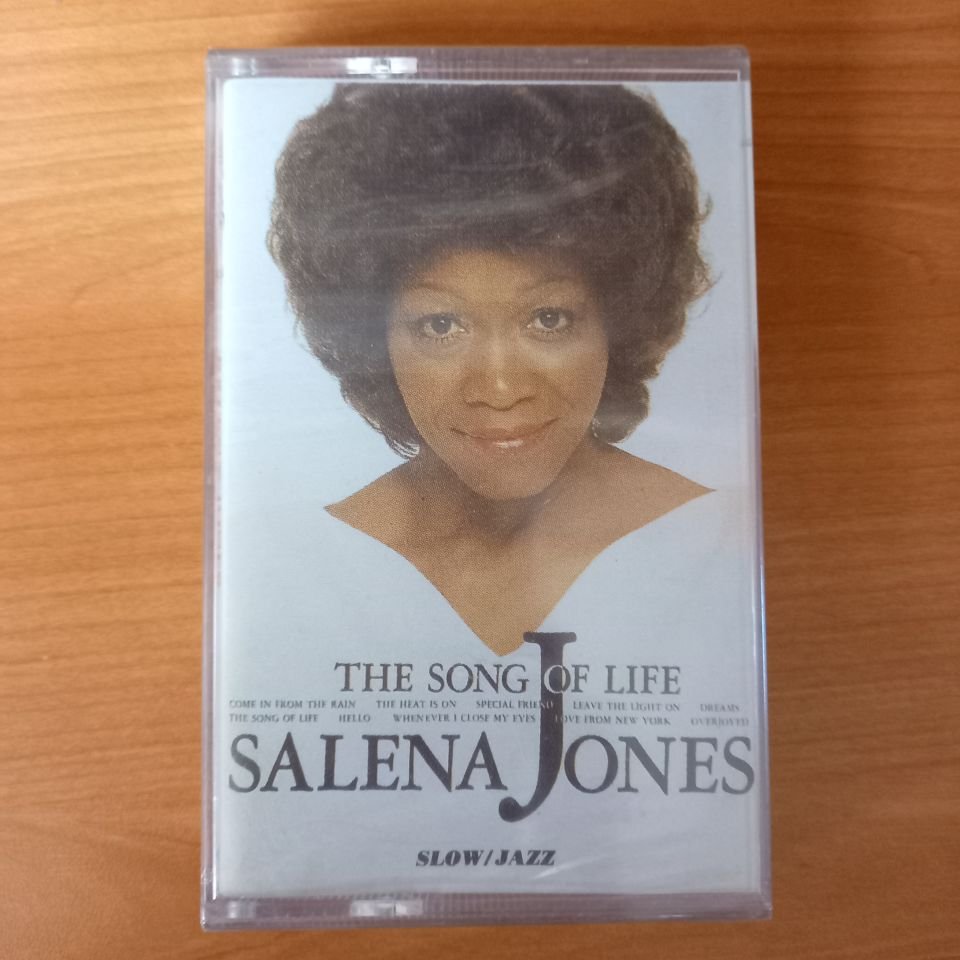 THE SONG OF LIFE
COME IN FROM THE RAIN THE HEAT IS ON SPECIAL FRIEND LEAVE THE LIGHT ON DREAMS
THE SONG OF LIFE HELLO WHENEVER I CLOSE MY EYES LOVE FROM NEW YORK OVERJOYED
SALENA JONES
SLOW/JAZZ